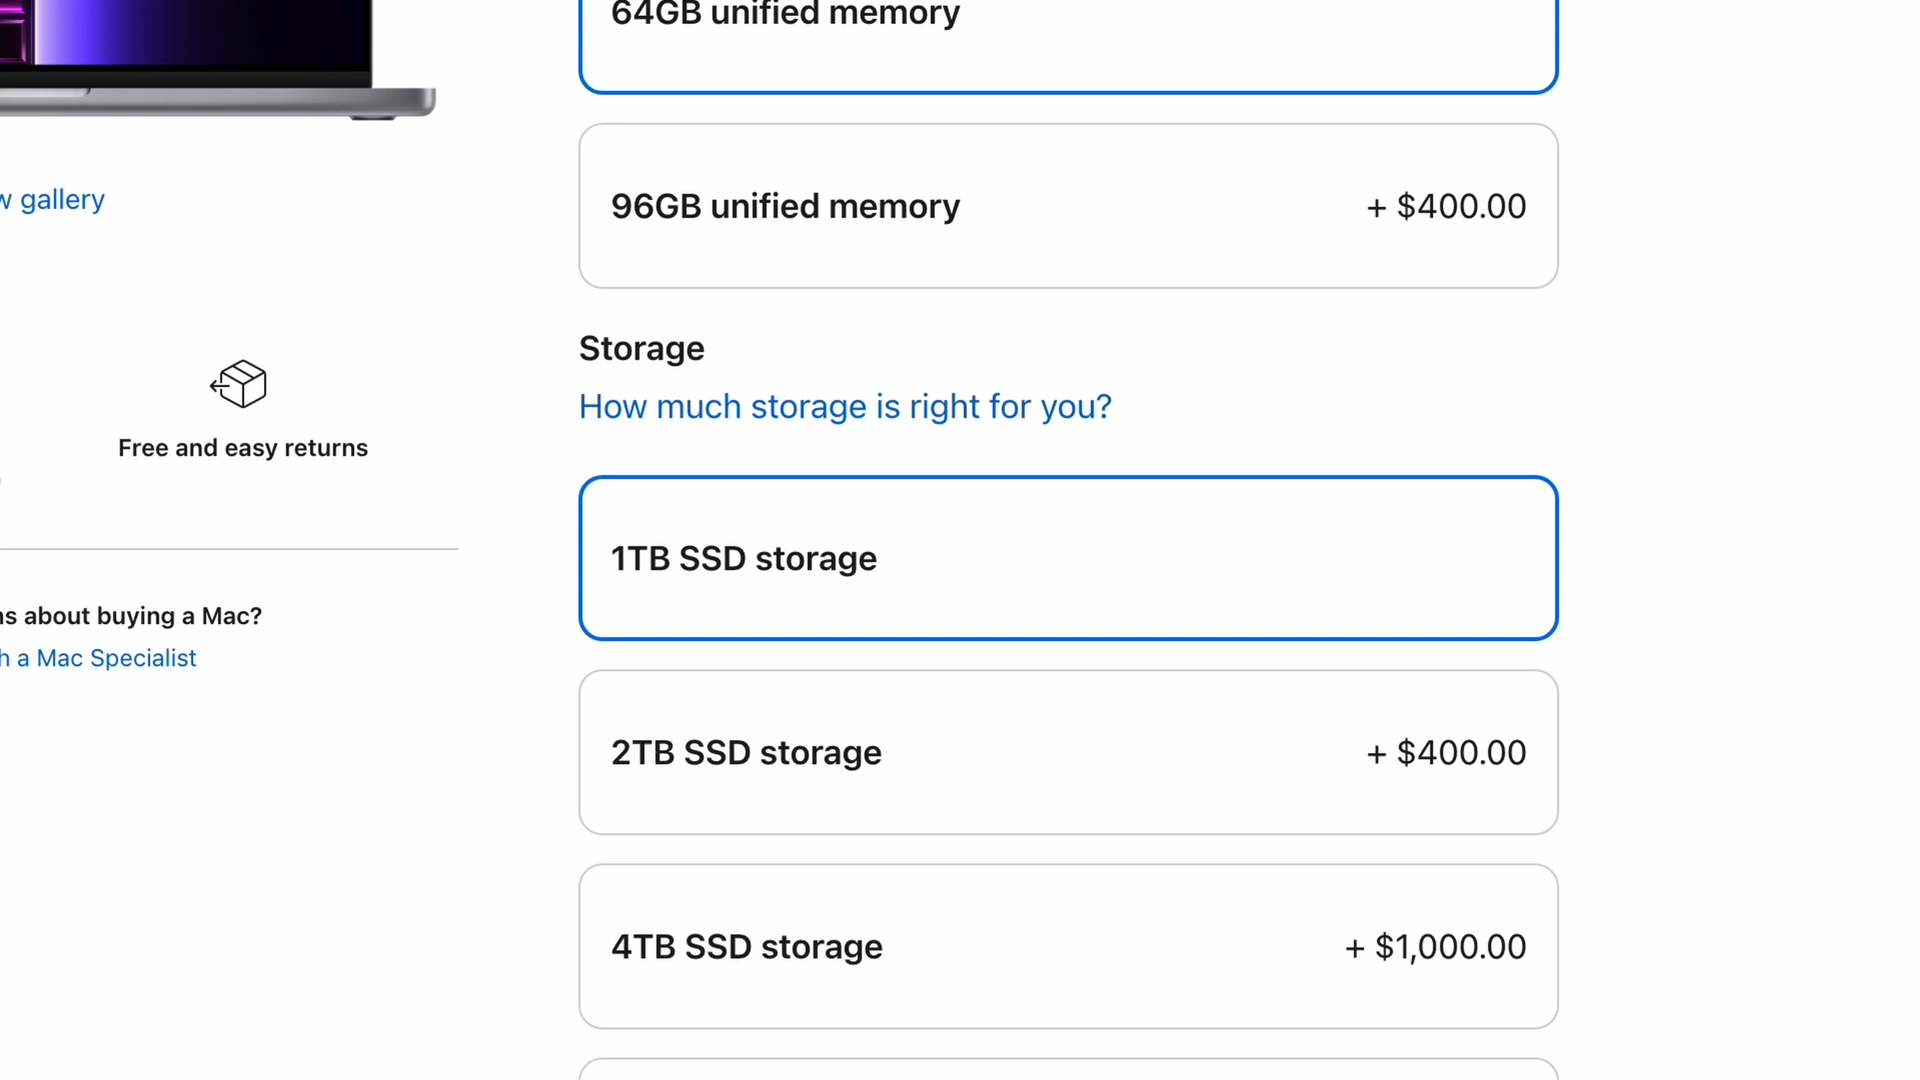 64GB unified memory
96GB unified memory + $400.00
gallery
Storage
How much storage is right for you?
Free and easy returns
1TB SSD storage
about buying a Mac?
a Mac Specialist
2TB SSD storage + $400.00
4TB SSD storage + $1,000.00